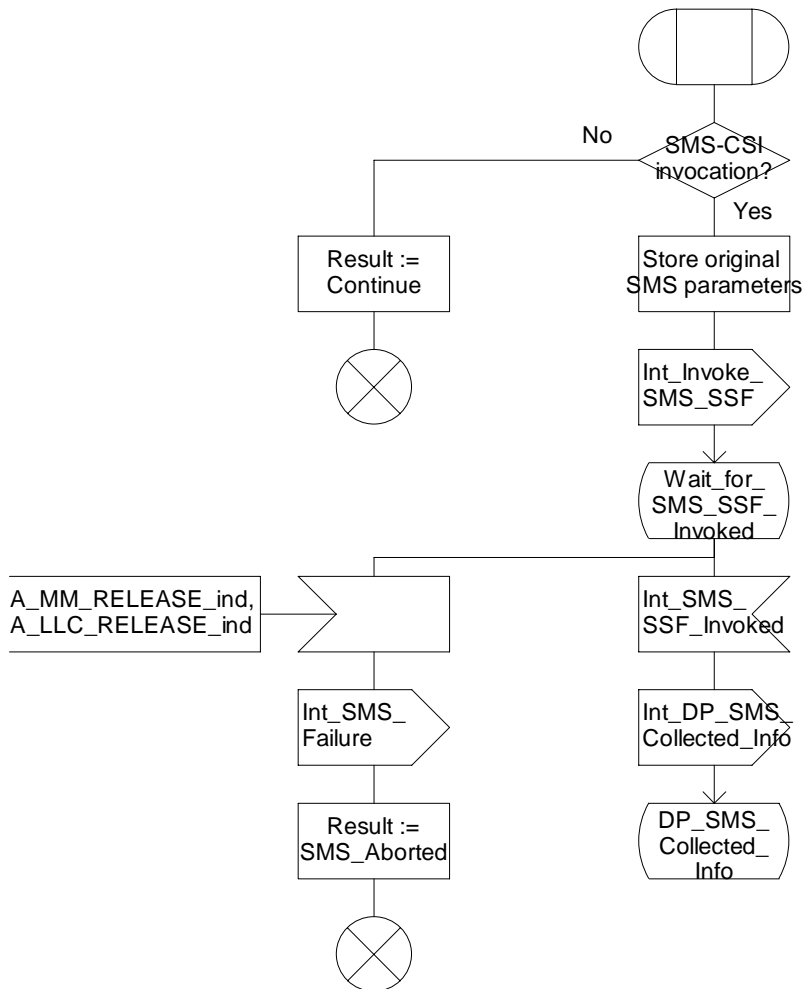 No
SMS-CSI
invocation?
Yes
Result :=
Continue
Store original
SMS parameters
Int_Invoke_
SMS_SSF
Wait_for_
SMS_SSF_
Invoked
A_MM_RELEASE_ind,
A_LLC_RELEASE_ind
Int_SMS_
SSF_Invoked
Int_SMS_
Failure
Int_DP_SMS_
Collected_Info
Result :=
SMS_Aborted
DP_SMS_
Collected_
Info